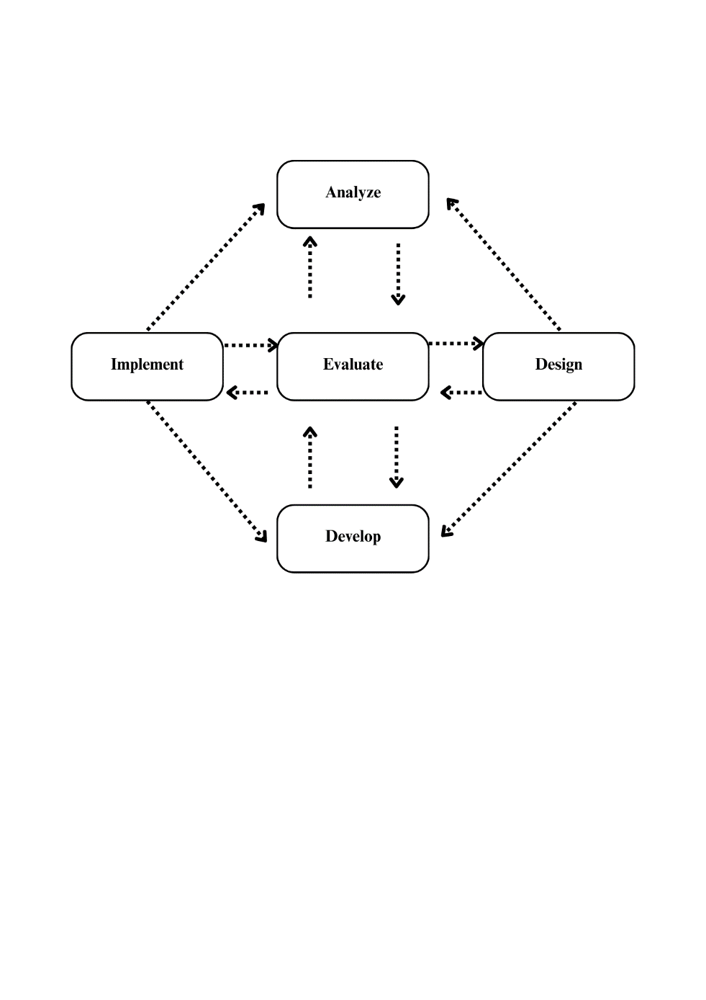 Analyze
Implement
Evaluate
Design
Develop